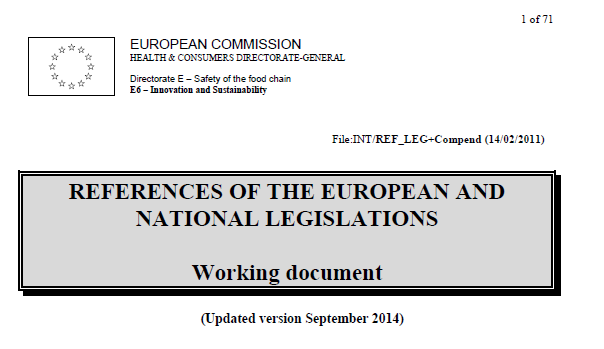 1 of 71
EUROPEAN COMMISSION
HEALTH & CONSUMERS DIRECTORATE-GENERAL
Directorate E – Safety of the food chain
E6 – Innovation and Sustainability
File:INT/REF_LEG+Compend (14/02/2011)
REFERENCES OF THE EUROPEAN AND
NATIONAL LEGISLATIONS
Working document
(Updated version September 2014)